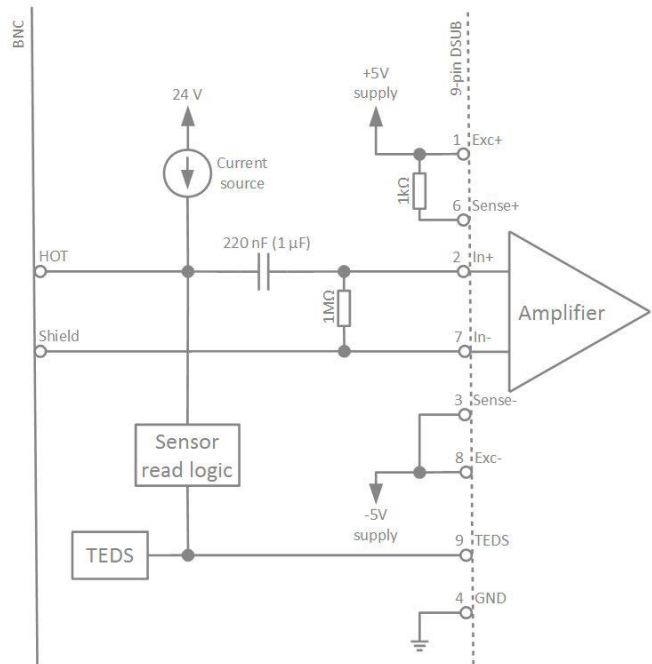 BNC
9-pin DSUB
+5V
supply
24 V
1 Exc+
Current
source
1kΩ
6 Sense+
220 nF (1 µF)
HOT
2 In+
1MΩ
Amplifier
Shield
7 In-
3 Sense-
Sensor
read logic
8 Exc-
-5V
supply
9 TEDS
TEDS
4 GND